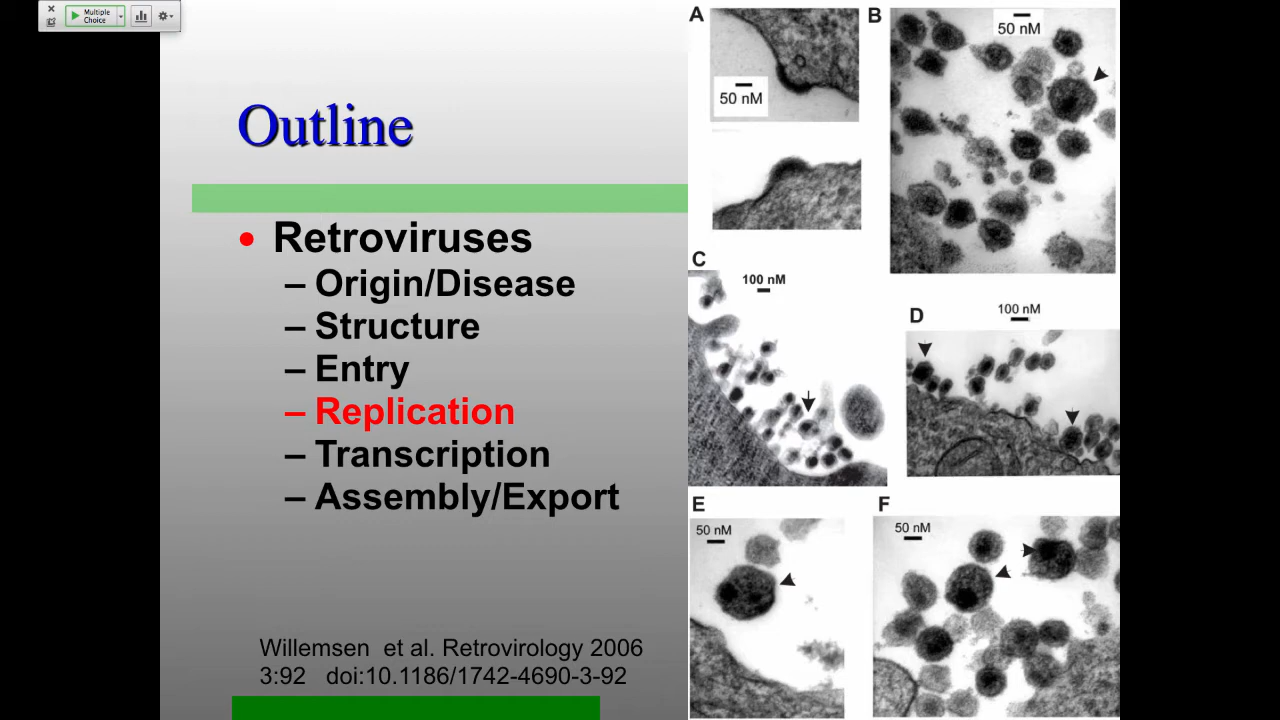 Multiple
Choice
Outline
• Retroviruses
– Origin/Disease
– Structure
– Entry
– Replication
– Transcription
– Assembly/Export
Willemsen et al. Retrovirology 2006
3:92 doi:10.1186/1742-4690-3-92
A
50 nM
B
50 nM
C
100 nM
D
100 nM
E
50 nM
F
50 nM